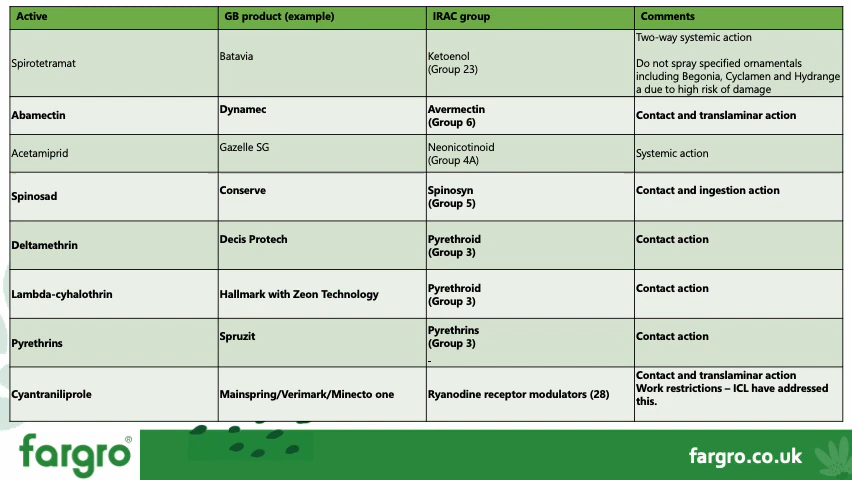 Active GB product (example) IRAC group Comments
Spirotetramat
Batavia
Ketoenol
(Group 23)
Two-way systemic action
Do not spray specified ornamentals
including Begonia, Cyclamen and Hydrange
a due to high risk of damage
Abamectin
Dynamec
Avermectin
(Group 6)
Contact and translaminar action
Acetamiprid
Gazelle SG
Neonicotinoid
(Group 4A)
Systemic action
Spinosad
Conserve
Spinosyn
(Group 5)
Contact and ingestion action
Deltamethrin
Decis Protech
Pyrethroid
(Group 3)
Contact action
Lambda-cyhalothrin
Hallmark with Zeon Technology
Pyrethroid
(Group 3)
Contact action
Pyrethrins
Spruzit
Pyrethrins
(Group 3)
-
Contact action
Cyantraniliprole
Mainspring/Verimark/Minecto one
Ryanodine receptor modulators (28)
Contact and translaminar action
Work restrictions – ICL have addressed
this.
fargro®
fargro.co.uk